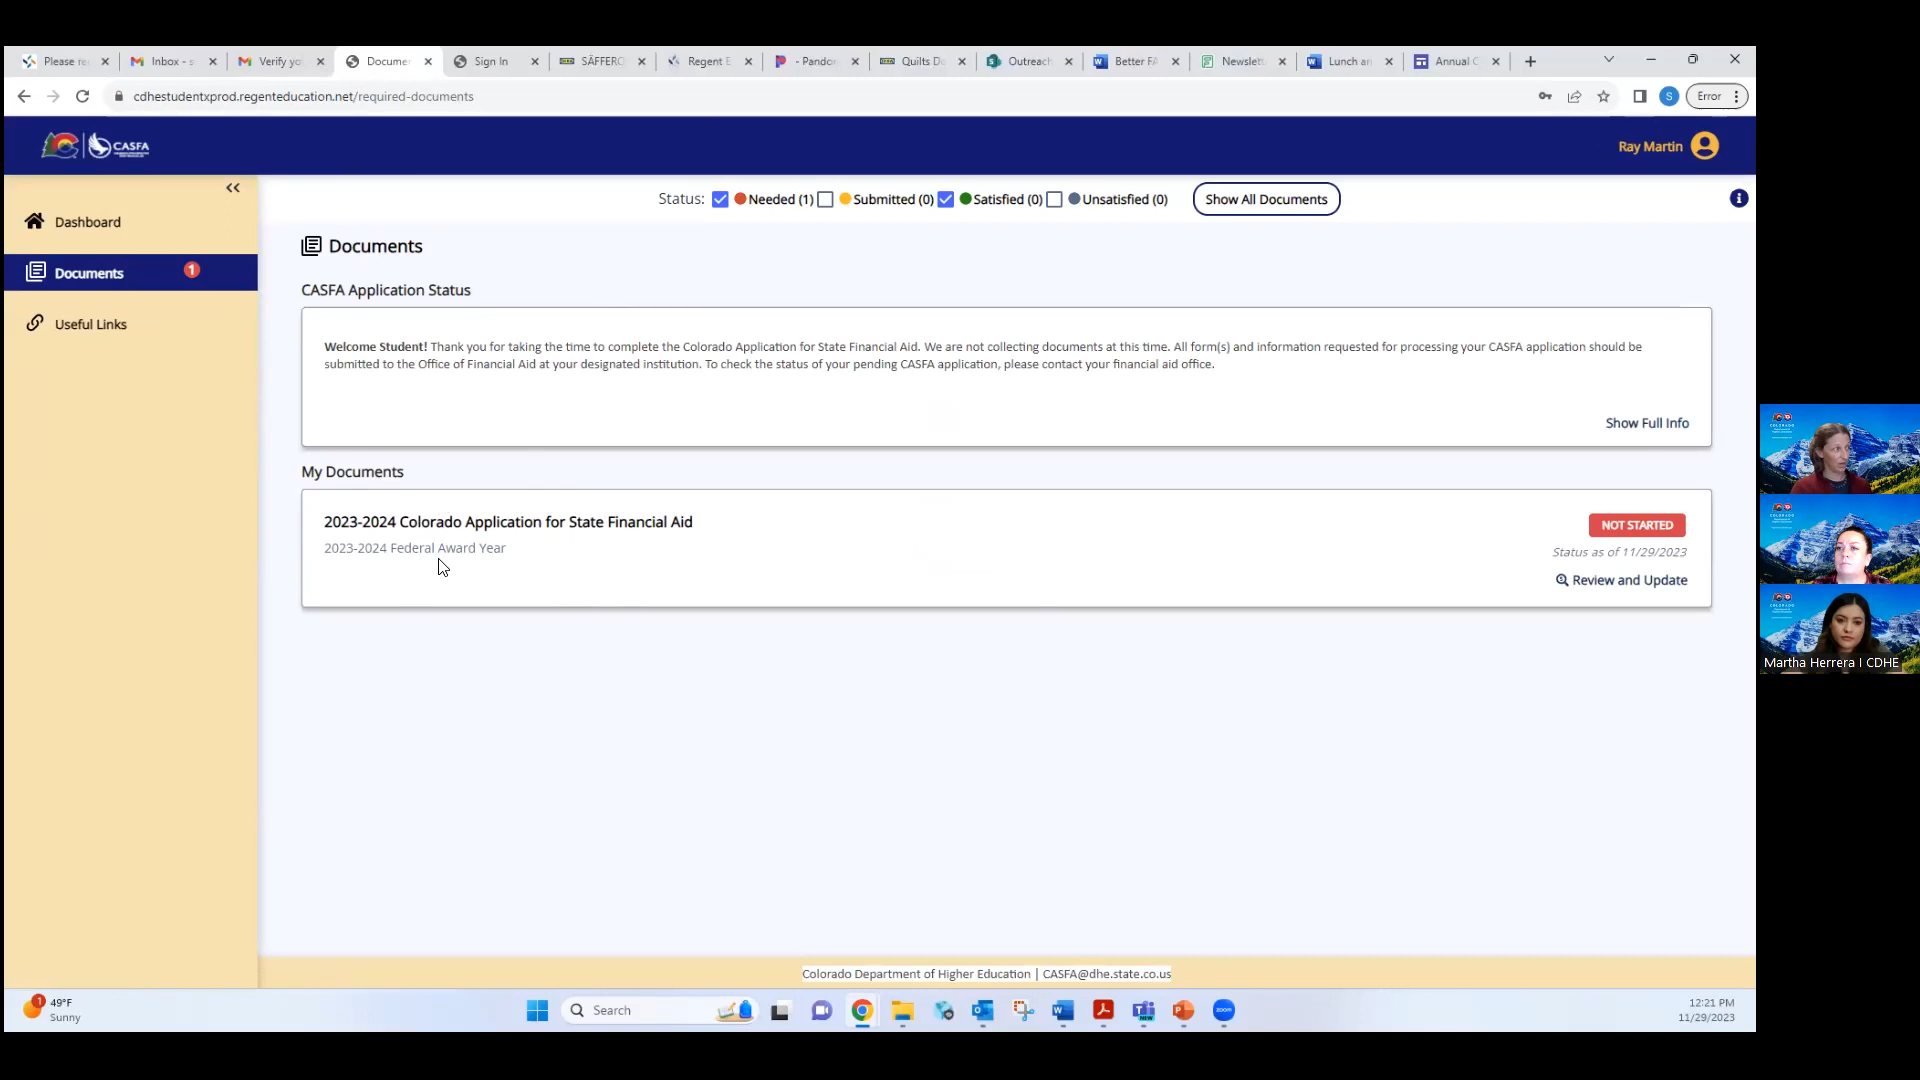 Please re
Inbox - s
Verify yo
Docume
Sign In
SÄFFERO
Regent E
- Pando
Quilts D
Outreach
Better FA
Newslett
Lunch an
Annual C
cdhestudentxprod.regenteducation.net/required-documents
S
Error
CASFA
Ray Martin
Dashboard
Documents
1
Useful Links
Status: Needed (1) Submitted (0) Satisfied (0) Unsatisfied (0)
Show All Documents
Documents
CASFA Application Status
Welcome Student! Thank you for taking the time to complete the Colorado Application for State Financial Aid. We are not collecting documents at this time. All form(s) and information requested for processing your CASFA application should be
submitted to the Office of Financial Aid at your designated institution. To check the status of your pending CASFA application, please contact your financial aid office.
Show Full Info
My Documents
2023-2024 Colorado Application for State Financial Aid
2023-2024 Federal Award Year
NOT STARTED
Status as of 11/29/2023
Review and Update
Colorado Department of Higher Education | CASFA@dhe.state.co.us
Martha Herrera I CDHE
1
49°F
Sunny
Search
NEW
zoom
12:21 PM
11/29/2023